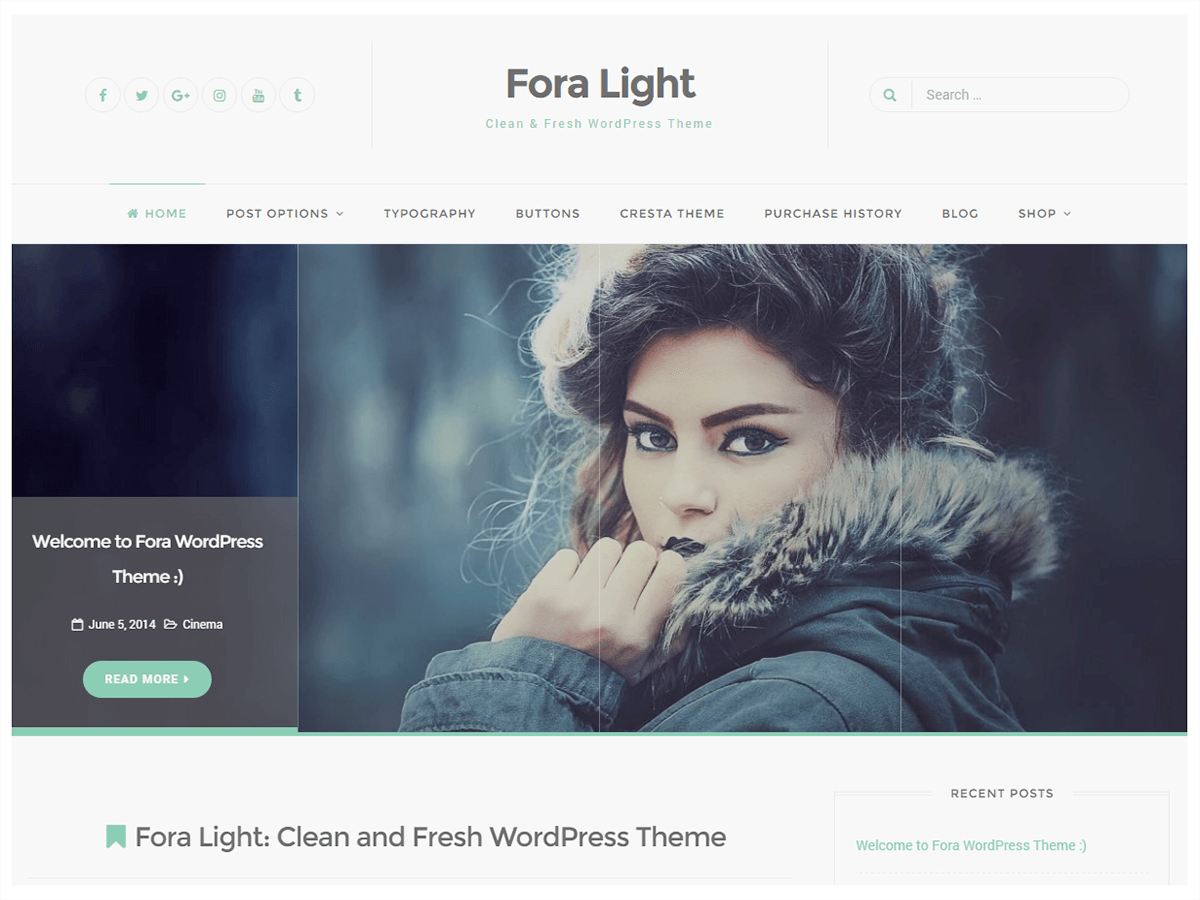 Fora Light
Clean & Fresh WordPress Theme
Search ...
HOME
POST OPTIONS
TYPOGRAPHY
BUTTONS
CRESTA THEME
PURCHASE HISTORY
BLOG
SHOP
Welcome to Fora WordPress
Theme :)
June 5, 2014 Cinema
READ MORE
Fora Light: Clean and Fresh WordPress Theme
RECENT POSTS
Welcome to Fora WordPress Theme :)